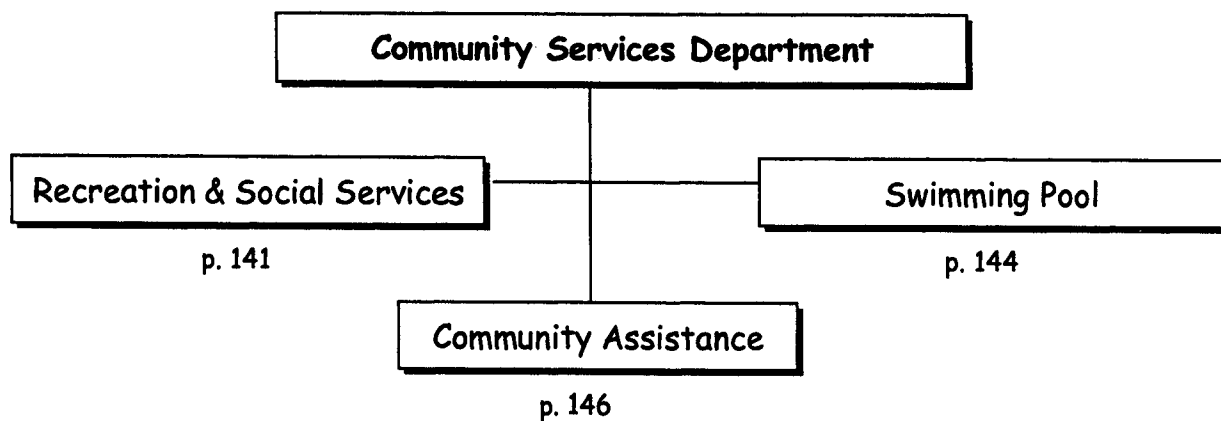 Community Services Department
Recreation & Social Services
Swimming Pool
p. 141
p. 144
Community Assistance
p. 146